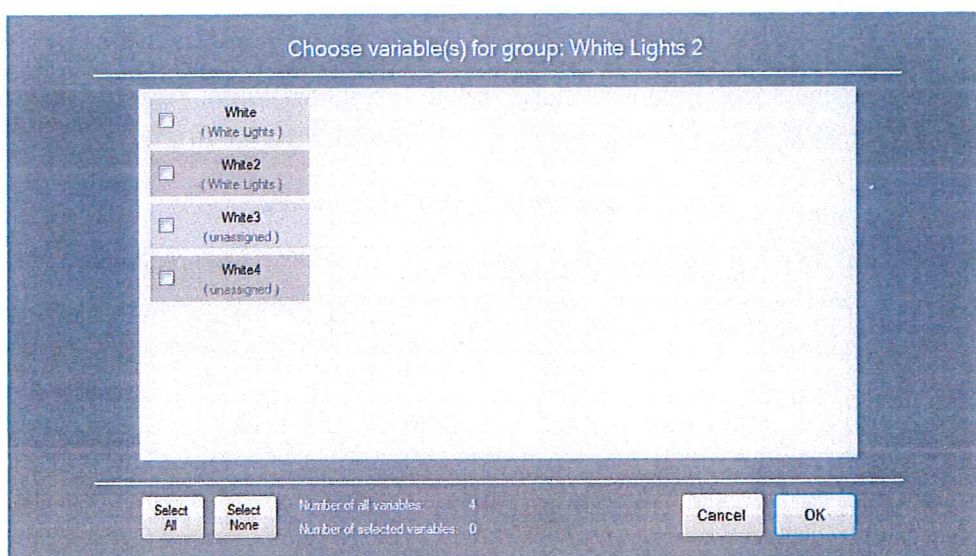 Choose variable(s) for group: White Lights 2
White
( White Lights )
White2
( White Lights )
White3
( unassigned )
White4
( unassigned )
Select All
Select None
Number of all variables: 4
Number of selected variables: 0
Cancel
OK